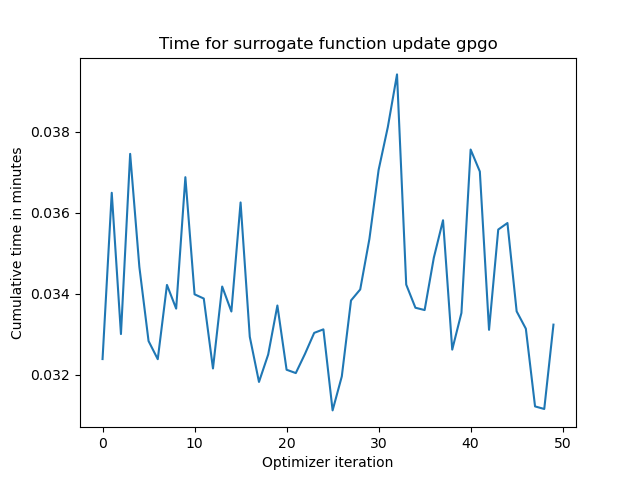 Time for surrogate function update gpgo
Cumulative time in minutes
0.038
0.036
0.034
0.032
0 10 20 30 40 50
Optimizer iteration